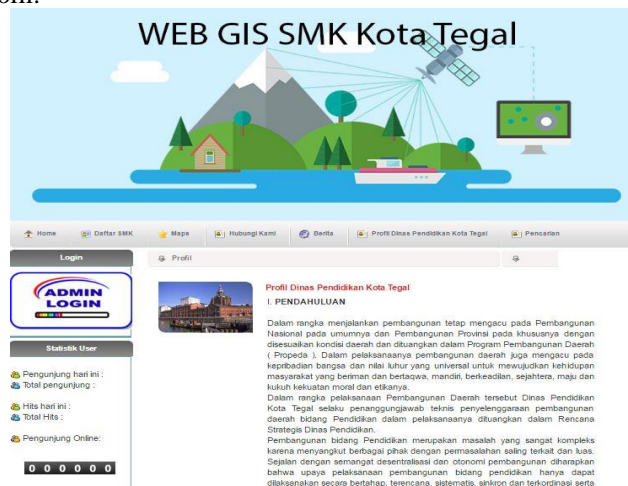 WEB GIS SMK Kota Tegal
Home
Daftar SMK
Maps
Hubungi Kami
Berita
Profil Dinas Pendidikan Kota Tegal
Pencarian
Login
ADMIN
LOGIN
Statistik User
Pengunjung hari ini :
Total pengunjung :
Hits hari ini :
Total Hits :
Pengunjung Online:
0 0 0 0 0 0
Profil
Profil Dinas Pendidikan Kota Tegal
I. PENDAHULUAN
Dalam rangka menjalankan pembangunan tetap mengacu pada Pembangunan
Nasional pada umumnya dan Pembangunan Provinsi pada khususnya dengan
disesuaikan kondisi daerah dan dituangkan dalam Program Pembangunan Daerah
( Propeda ). Dalam pelaksanaanya pembangunan daerah juga mengacu pada
kepribadian bangsa dan nilai luhur yang universal untuk mewujudkan kehidupan
masyarakat yang beriman dan bertaqwa, mandiri, berkeadilan, sejahtera, maju dan
kukuh kekuatan moral dan etikanya.
Dalam rangka pelaksanaan Pembangunan Daerah tersebut Dinas Pendidikan
Kota Tegal selaku penanggungjawab teknis penyelenggaraan pembangunan
daerah bidang Pendidikan dalam pelaksanaanya dituangkan dalam Rencana
Strategis Dinas Pendidikan.
Pembangunan bidang Pendidikan merupakan masalah yang sangat kompleks
karena menyangkut berbagai pihak dengan permasalahan saling terkait dan luas.
Sejalan dengan semangat desentralisasi dan otonomi pembangunan diharapkan
bahwa upaya pelaksanaan pembangunan bidang pendidikan hanya dapat
dilaksanakan secara bertahap, terencana, sistematis, sinkron dan terkordinasi serta